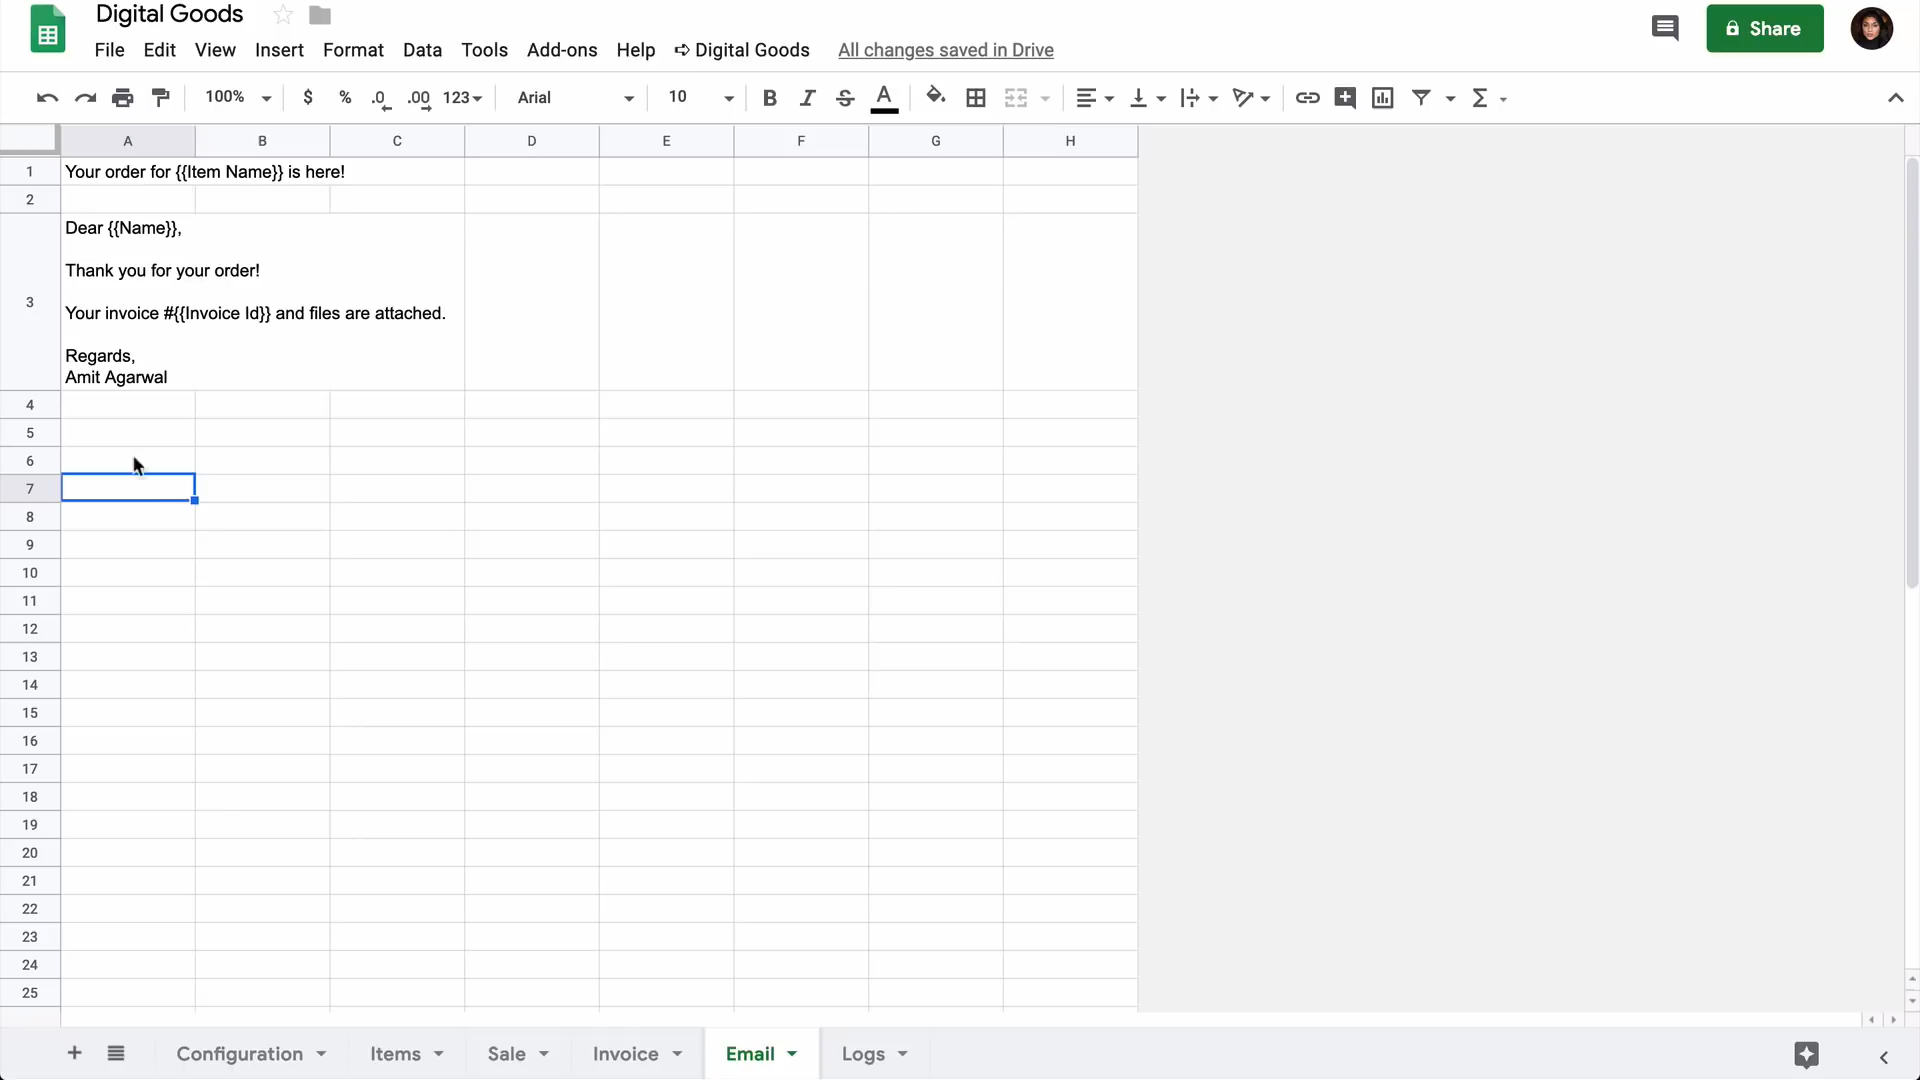 Digital Goods
File Edit View Insert Format Data Tools Add-ons Help ➪ Digital Goods All changes saved in Drive
Share
100% $ % .0 .00 123 Arial 10 B I S A Σ
A B C D E F G H
1 Your order for {{Item Name}} is here!
2
3 Dear {{Name}},
Thank you for your order!
Your invoice #{{Invoice Id}} and files are attached.
Regards,
Amit Agarwal
4
5
6
7
8
9
10
11
12
13
14
15
16
17
18
19
20
21
22
23
24
25
Configuration Items Sale Invoice Email Logs